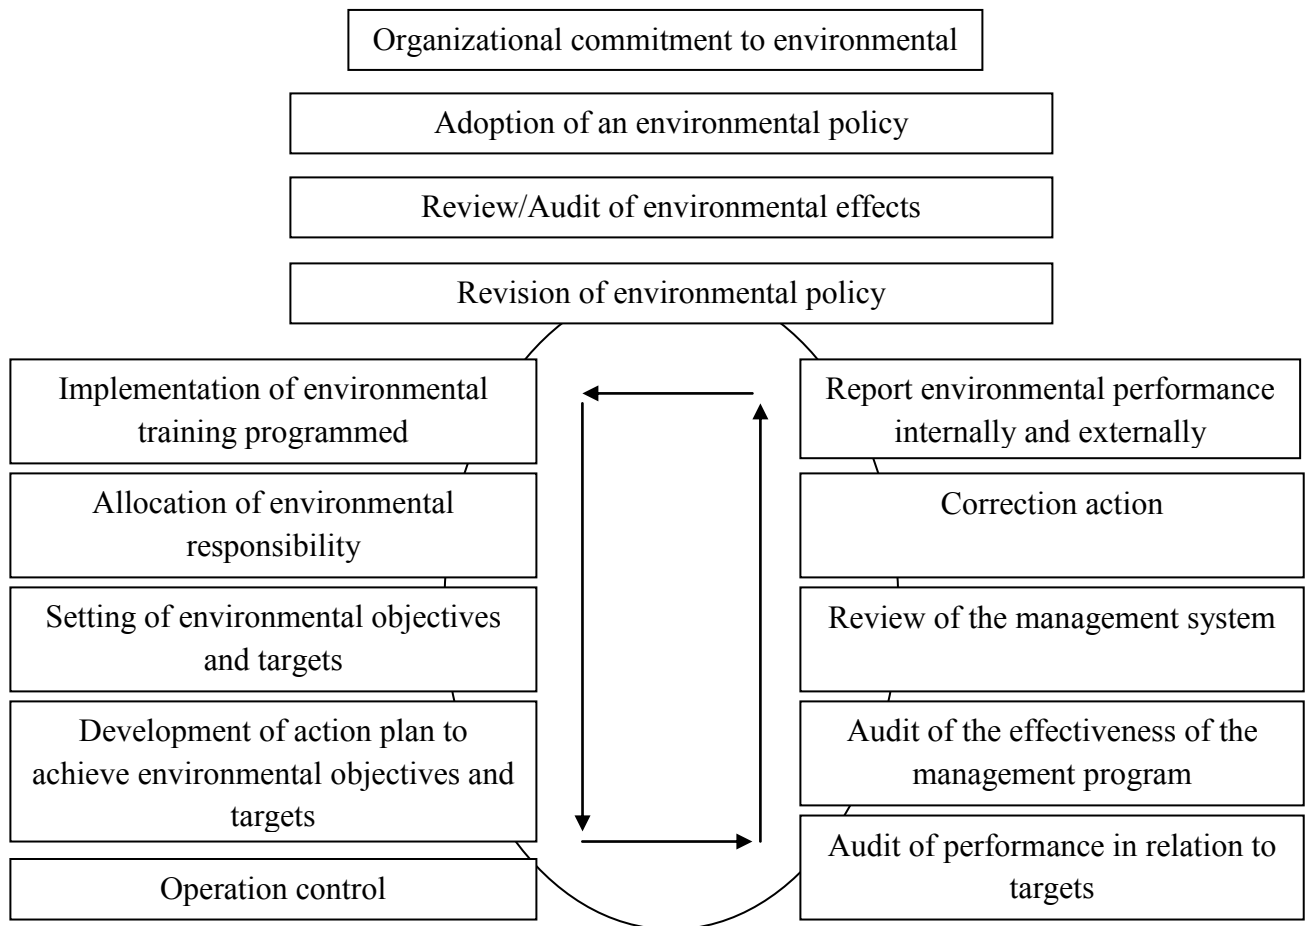 Organizational commitment to environmental
Adoption of an environmental policy
Review/Audit of environmental effects
Revision of environmental policy
Implementation of environmental
training programmed
Allocation of environmental
responsibility
Setting of environmental objectives
and targets
Development of action plan to
achieve environmental objectives and
targets
Operation control
Report environmental performance
internally and externally
Correction action
Review of the management system
Audit of the effectiveness of the
management program
Audit of performance in relation to
targets